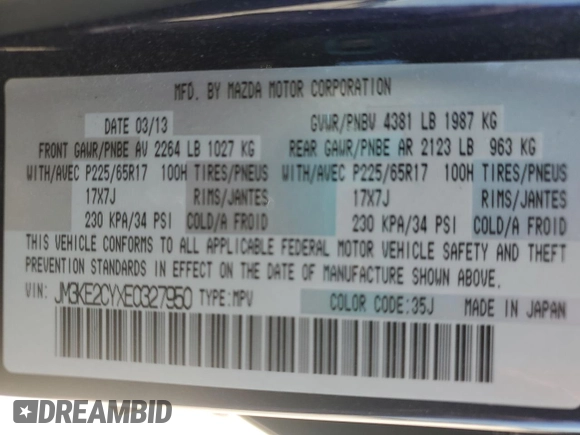 MFD. BY MAZDA MOTOR CORPORATION
DATE 03/13 GVWR/PNBV 4381 LB 1987 KG
FRONT GAWR/PNBE AV 2264 LB 1027 KG REAR GAWR/PNBE AR 2123 LB 963 KG
WITH/AVEC P225/65R17 100H TIRES/PNEUS WITH/AVEC P225/65R17 100H TIRES/PNEUS
17X7J RIMS/JANTES 17X7J RIMS/JANTES
230 KPA/34 PSI COLD/A FROID 230 KPA/34 PSI COLD/A FROID
THIS VEHICLE CONFORMS TO ALL APPLICABLE FEDERAL MOTOR VEHICLE SAFETY AND THEFT
PREVENTION STANDARDS IN EFFECT ON THE DATE OF MANUFACTURE SHOWN ABOVE.
VIN: JM3KE2CYXE0327950 TYPE:MPV COLOR CODE:35J MADE IN JAPAN
DREAMBID